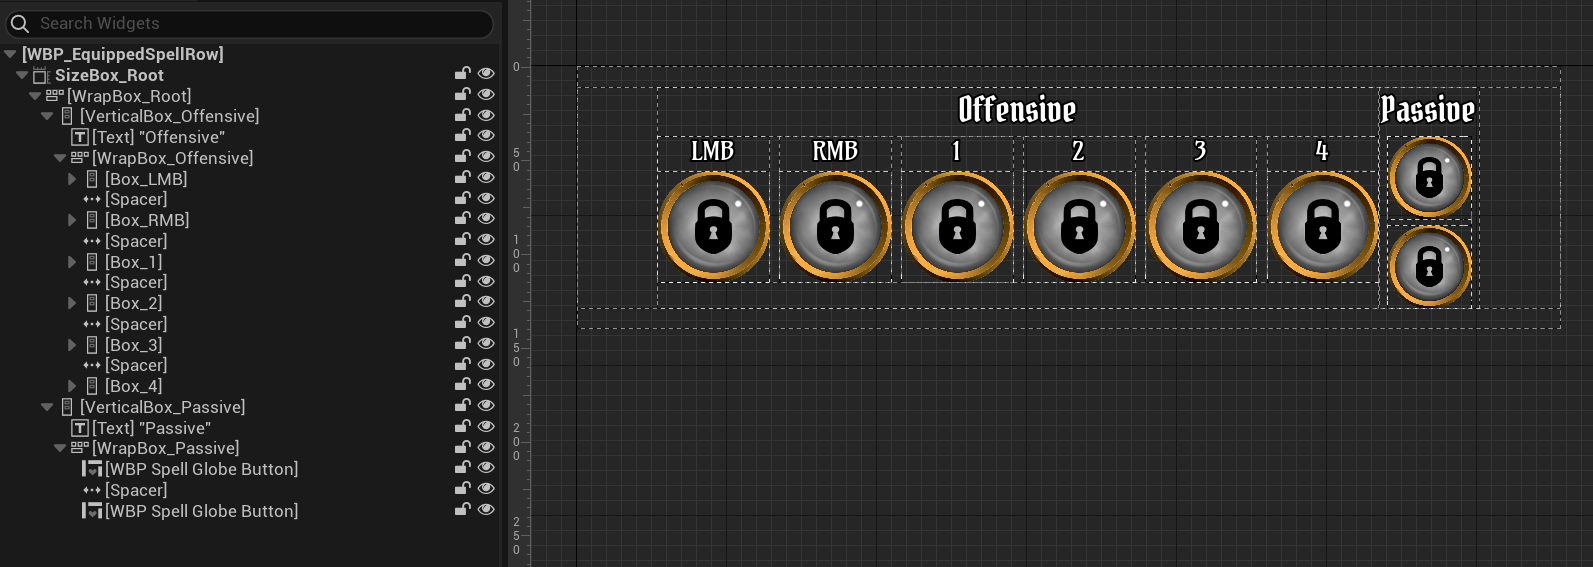 Search Widgets
[WBP_EquippedSpellRow]
SizeBox_Root
[WrapBox_Root]
[VerticalBox_Offensive]
[Text] "Offensive"
[WrapBox_Offensive]
[Box_LMB]
[Spacer]
[Box_RMB]
[Spacer]
[Box_1]
[Spacer]
[Box_2]
[Spacer]
[Box_3]
[Spacer]
[Box_4]
[VerticalBox_Passive]
[Text] "Passive"
[WrapBox_Passive]
[WBP Spell Globe Button]
[Spacer]
[WBP Spell Globe Button]
0
50
100
150
200
250
Offensive
Passive
LMB RMB 1 2 3 4